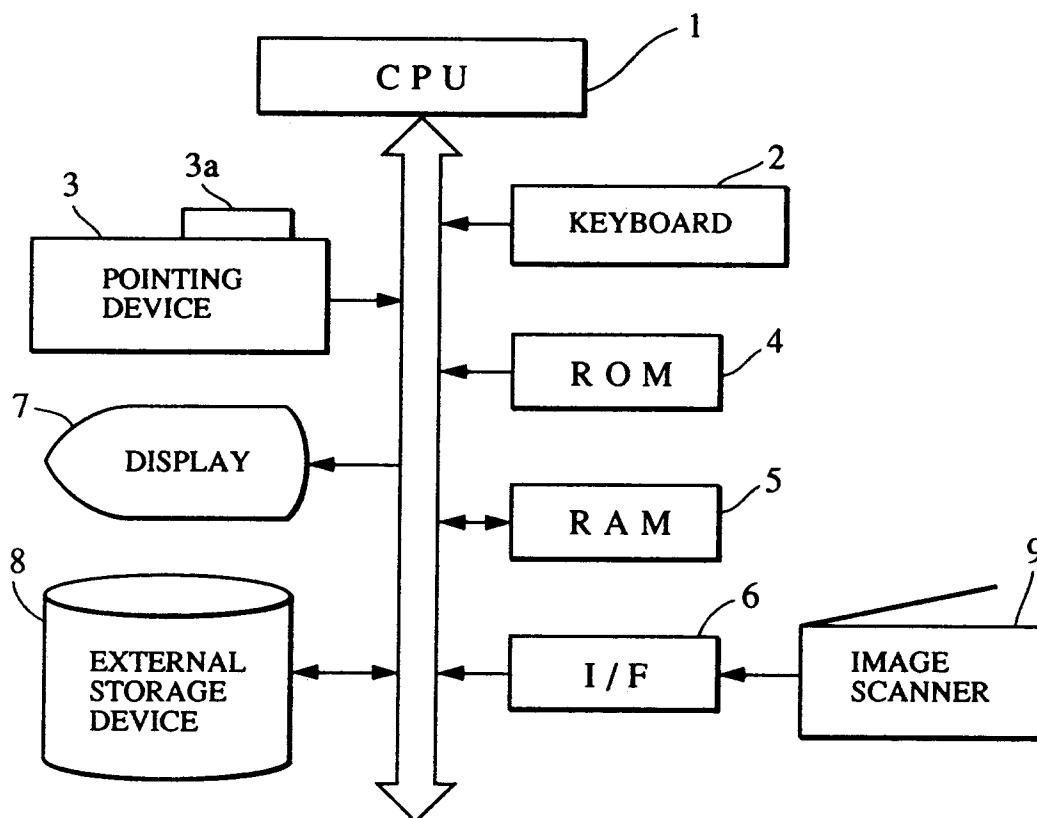 1
CPU
3a
2
3
KEYBOARD
POINTING
DEVICE
4
ROM
7
DISPLAY
5
RAM
9
8
6
EXTERNAL
STORAGE
DEVICE
I/F
IMAGE
SCANNER